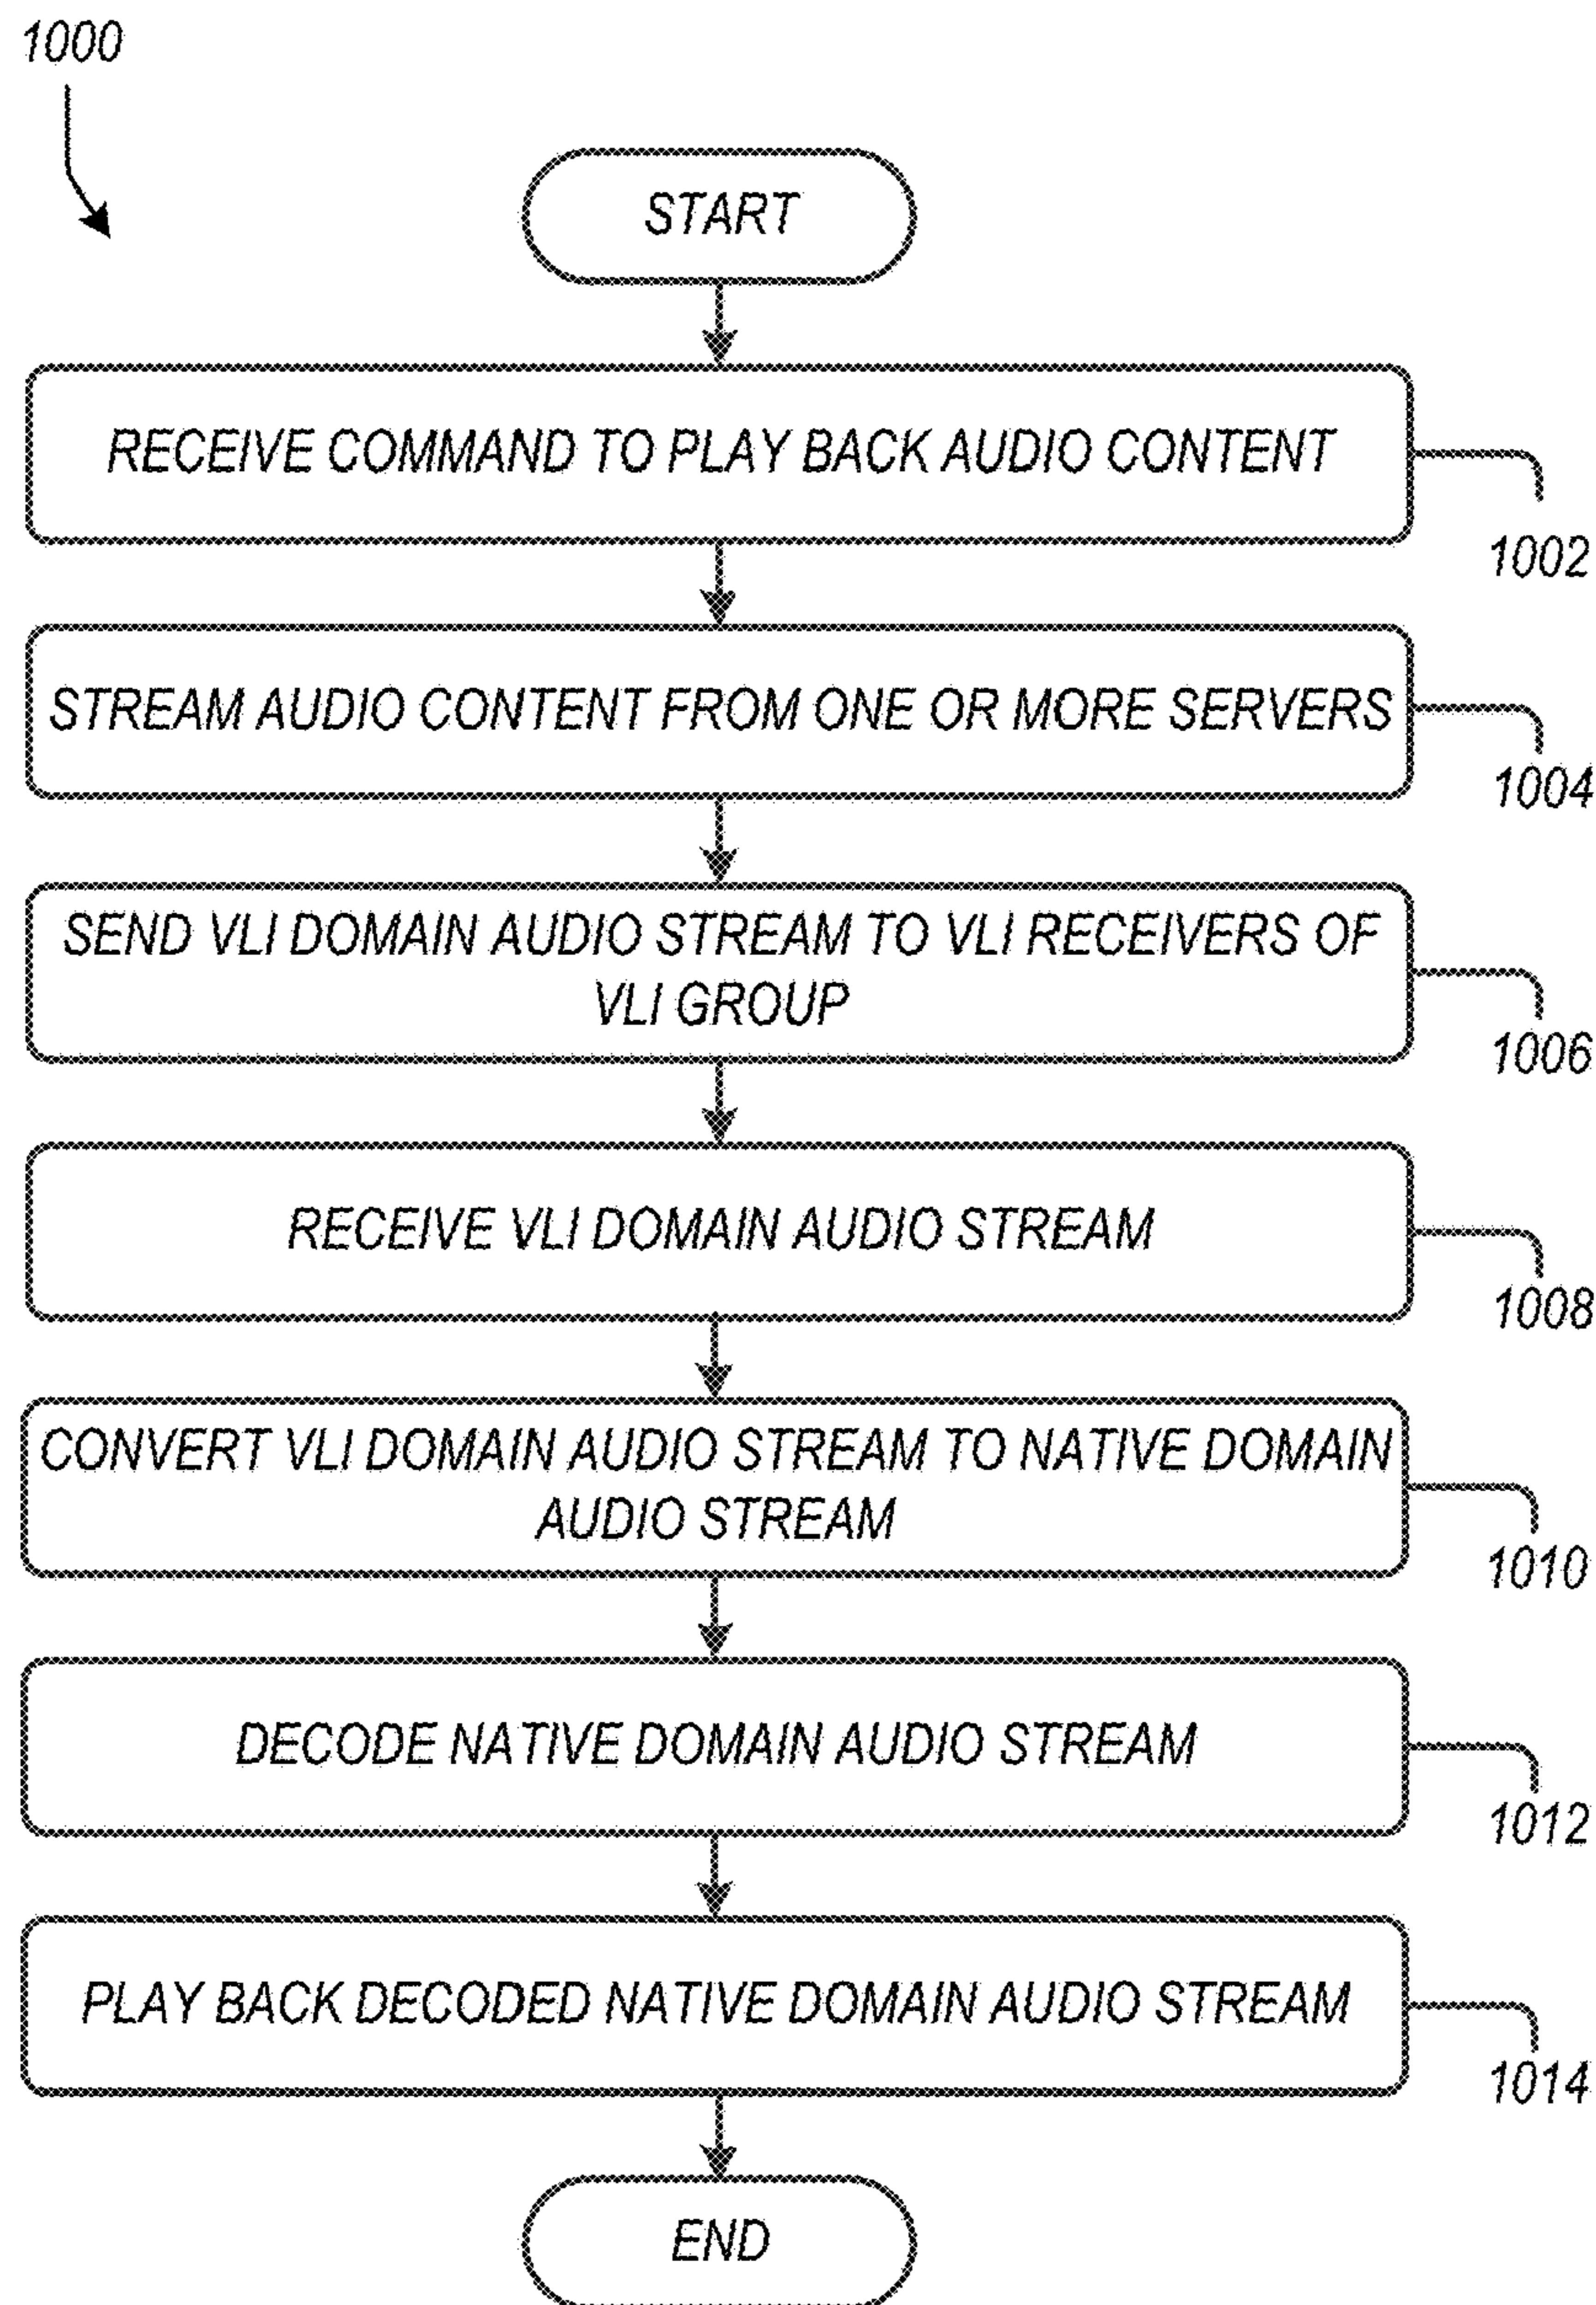 1000
START
RECEIVE COMMAND TO PLAY BACK AUDIO CONTENT
1002
STREAM AUDIO CONTENT FROM ONE OR MORE SERVERS
1004
SEND VLI DOMAIN AUDIO STREAM TO VLI RECEIVERS OF
VLI GROUP
1006
RECEIVE VLI DOMAIN AUDIO STREAM
1008
CONVERT VLI DOMAIN AUDIO STREAM TO NATIVE DOMAIN
AUDIO STREAM
1010
DECODE NATIVE DOMAIN AUDIO STREAM
1012
PLAY BACK DECODED NATIVE DOMAIN AUDIO STREAM
1014
END